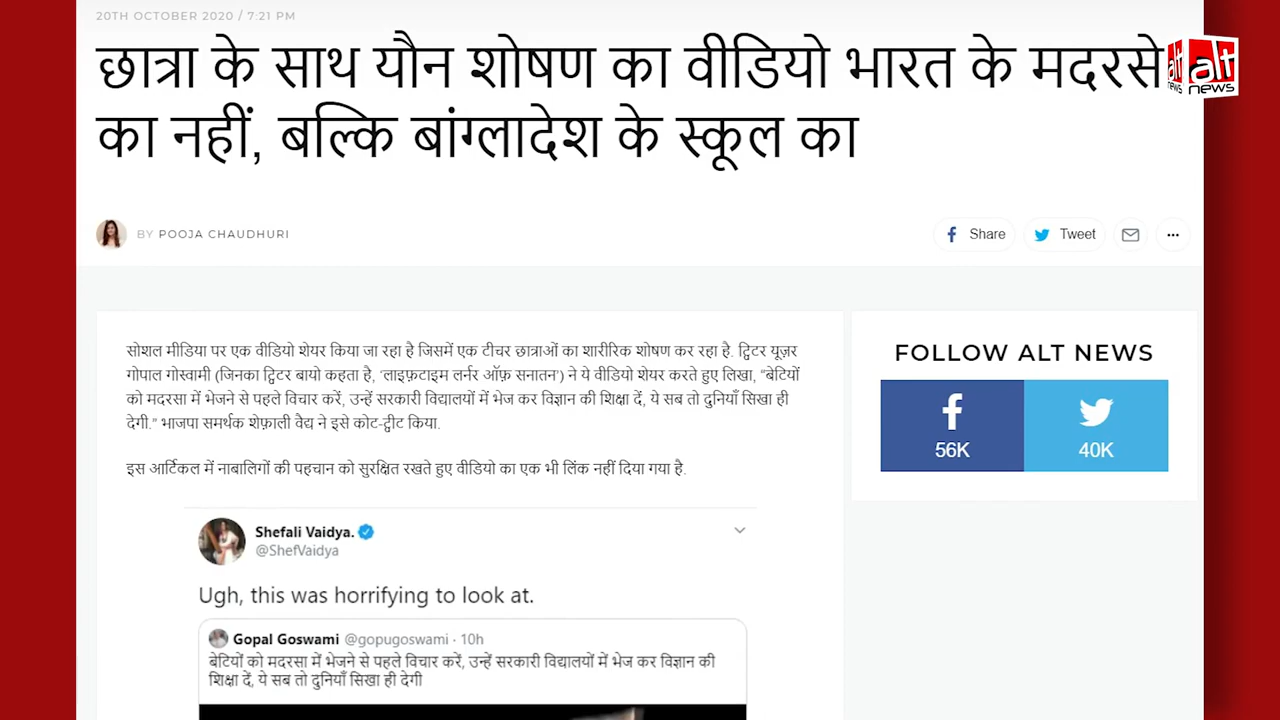 20TH OCTOBER 2020 / 7:21 PM
छात्रा के साथ यौन शोषण का वीडियो भारत के मदरसे
का नहीं, बल्कि बांग्लादेश के स्कूल का
alt news
alt news
BY POOJA CHAUDHURI
Share
Tweet
सोशल मीडिया पर एक वीडियो शेयर किया जा रहा है जिसमें एक टीचर छात्राओं का शारीरिक शोषण कर रहा है. ट्विटर यूज़र
गोपाल गोस्वामी (जिनका ट्विटर बायो कहता है, ‘लाइफ़टाइम लर्नर ऑफ़ सनातन’) ने ये वीडियो शेयर करते हुए लिखा, “बेटियों
को मदरसा में भेजने से पहले विचार करें, उन्हें सरकारी विद्यालयों में भेज कर विज्ञान की शिक्षा दें, ये सब तो दुनियाँ सिखा ही
देगी.” भाजपा समर्थक शेफ़ाली वैद्य ने इसे कोट-ट्वीट किया.
इस आर्टिकल में नाबालिगों की पहचान को सुरक्षित रखते हुए वीडियो का एक भी लिंक नहीं दिया गया है.
FOLLOW ALT NEWS
56K
40K
Shefali Vaidya.
@ShefVaidya
Ugh, this was horrifying to look at.
Gopal Goswami @gopugoswami · 10h
बेटियों को मदरसा में भेजने से पहले विचार करें, उन्हें सरकारी विद्यालयों में भेज कर विज्ञान की
शिक्षा दें, ये सब तो दुनियाँ सिखा ही देगी